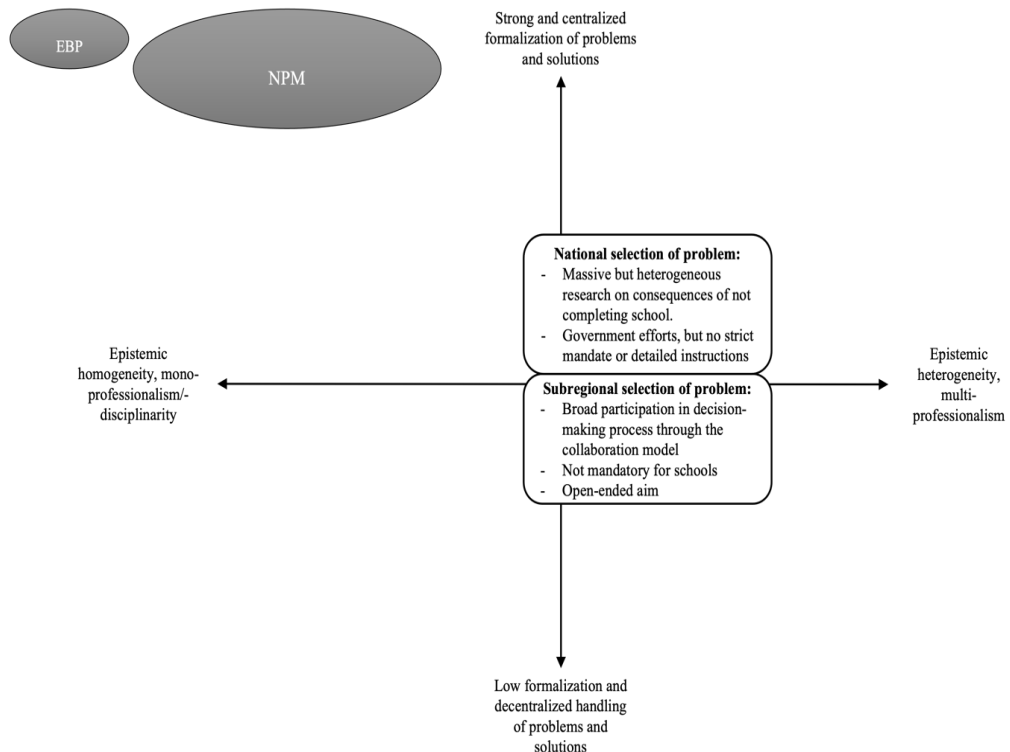 EBP
NPM
Strong and centralized
formalization of problems
and solutions
National selection of problem:
- Massive but heterogeneous
research on consequences of not
completing school.
- Government efforts, but no strict
mandate or detailed instructions
Epistemic
homogeneity, mono-
professionalism/-
disciplinarity
Epistemic
heterogeneity,
multi-
professionalism
Subregional selection of problem:
- Broad participation in decision-
making process through the
collaboration model
- Not mandatory for schools
- Open-ended aim
Low formalization and
decentralized handling
of problems and
solutions